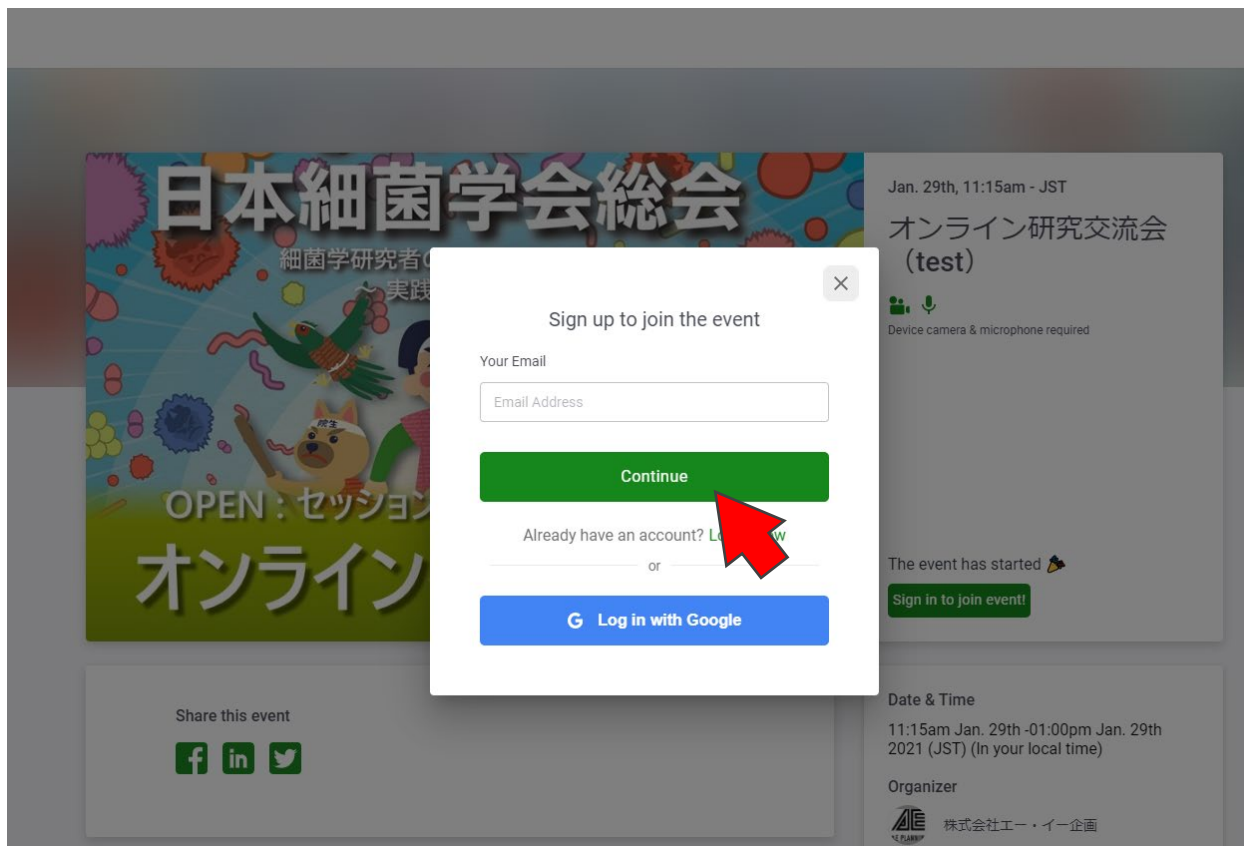 日本細菌学会総会
細菌学研究者の
～実践
院生
OPEN：セッション
オンライン
Jan. 29th, 11:15am - JST
オンライン研究交流会
（test）
Device camera & microphone required
The event has started
Sign in to join event!
Sign up to join the event
Your Email
Email Address
Continue
Already have an account?
or
G Log in with Google
Share this event
Date & Time
11:15am Jan. 29th -01:00pm Jan. 29th
2021 (JST) (In your local time)
Organizer
株式会社エー・イー企画